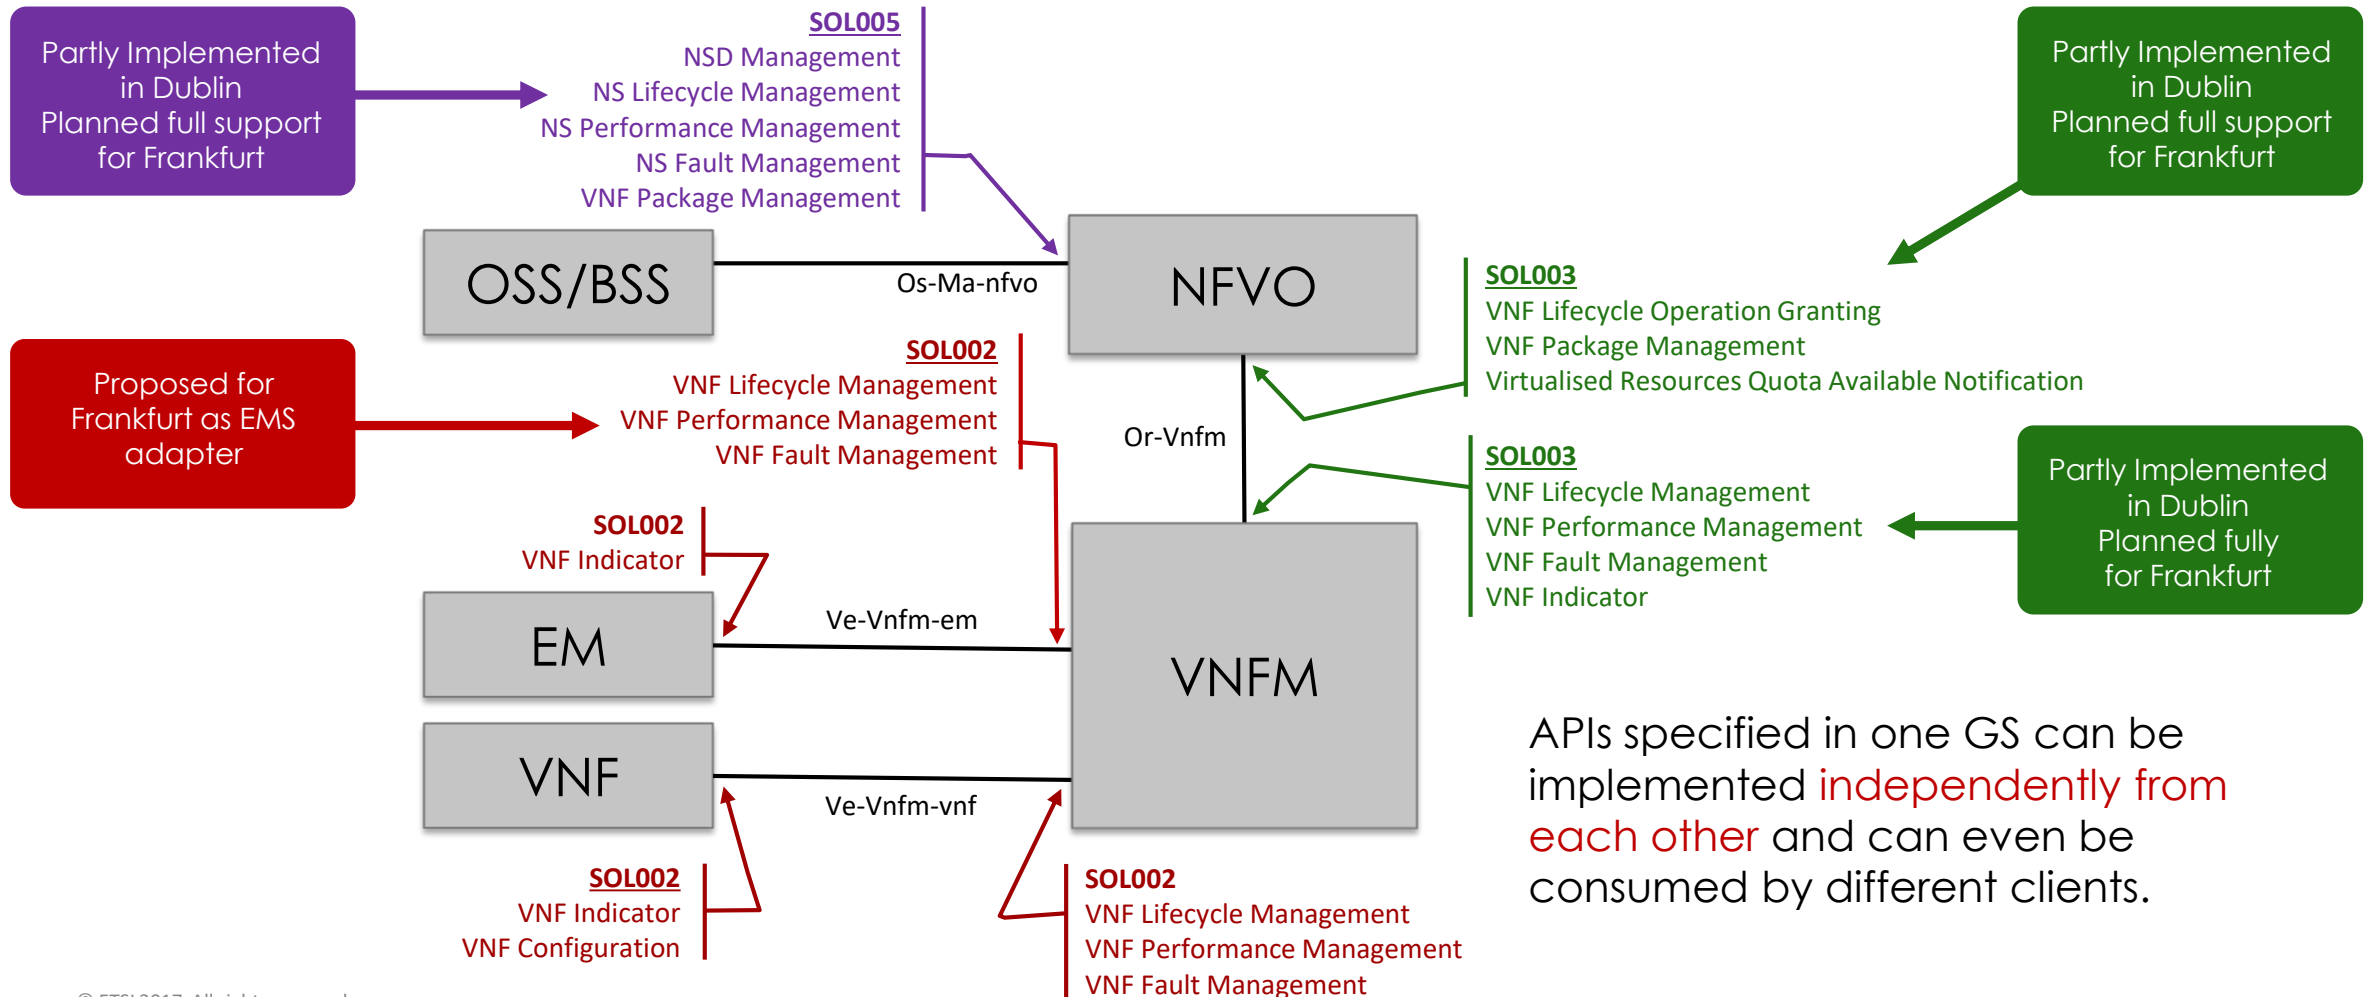 Partly Implemented
in Dublin
Planned full support
for Frankfurt
SOL005
NSD Management
NS Lifecycle Management
NS Performance Management
NS Fault Management
VNF Package Management
Partly Implemented
in Dublin
Planned full support
for Frankfurt
OSS/BSS
Os-Ma-nfvo
NFVO
SOL003
VNF Lifecycle Operation Granting
VNF Package Management
Virtualised Resources Quota Available Notification
Proposed for
Frankfurt as EMS
adapter
SOL002
VNF Lifecycle Management
VNF Performance Management
VNF Fault Management
Or-Vnfm
SOL003
VNF Lifecycle Management
VNF Performance Management
VNF Fault Management
VNF Indicator
Partly Implemented
in Dublin
Planned fully
for Frankfurt
SOL002
VNF Indicator
EM
Ve-Vnfm-em
VNFM
VNF
Ve-Vnfm-vnf
APIs specified in one GS can be
implemented independently from
each other and can even be
consumed by different clients.
SOL002
VNF Indicator
VNF Configuration
SOL002
VNF Lifecycle Management
VNF Performance Management
VNF Fault Management
© ETSI 2017. All rights reserved